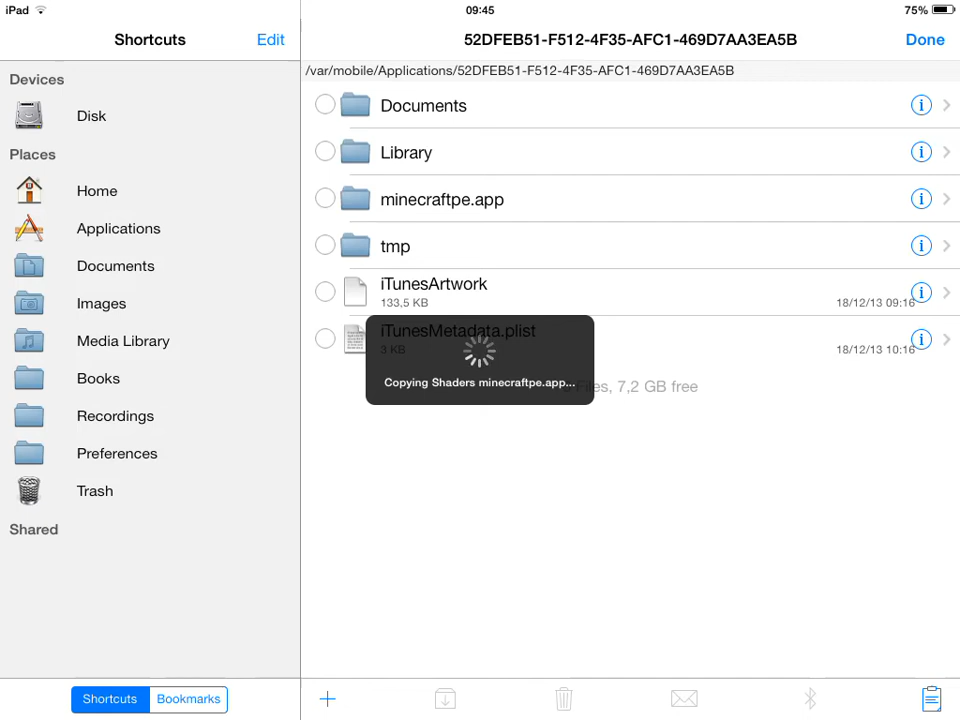 iPad 09:45 75%
Shortcuts Edit
52DFEB51-F512-4F35-AFC1-469D7AA3EA5B Done
/var/mobile/Applications/52DFEB51-F512-4F35-AFC1-469D7AA3EA5B
Devices
Disk
Places
Home
Applications
Documents
Images
Media Library
Books
Recordings
Preferences
Trash
Shared
Shortcuts Bookmarks
Documents
Library
minecraftpe.app
tmp
iTunesArtwork
133,5 KB 18/12/13 09:16
iTunesMetadata.plist
3 KB 18/12/13 10:16
Copying Shaders minecraftpe.app...
Files, 7,2 GB free